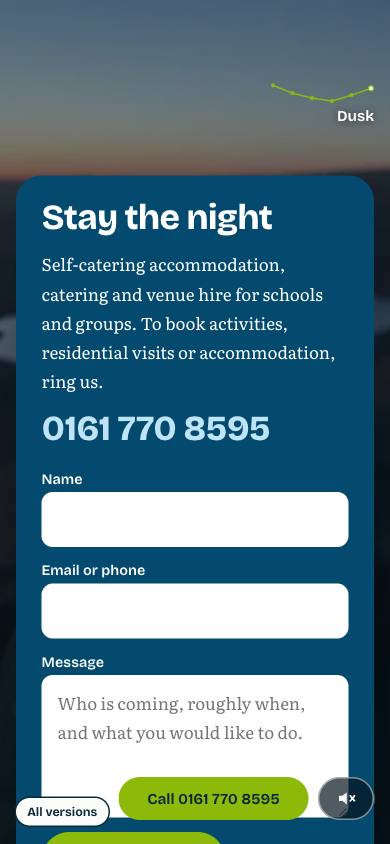 Dusk
Stay the night
Self-catering accommodation,
catering and venue hire for schools
and groups. To book activities,
residential visits or accommodation,
ring us.
0161 770 8595
Name
Email or phone
Message
Who is coming, roughly when,
and what you would like to do.
Call 0161 770 8595
All versions